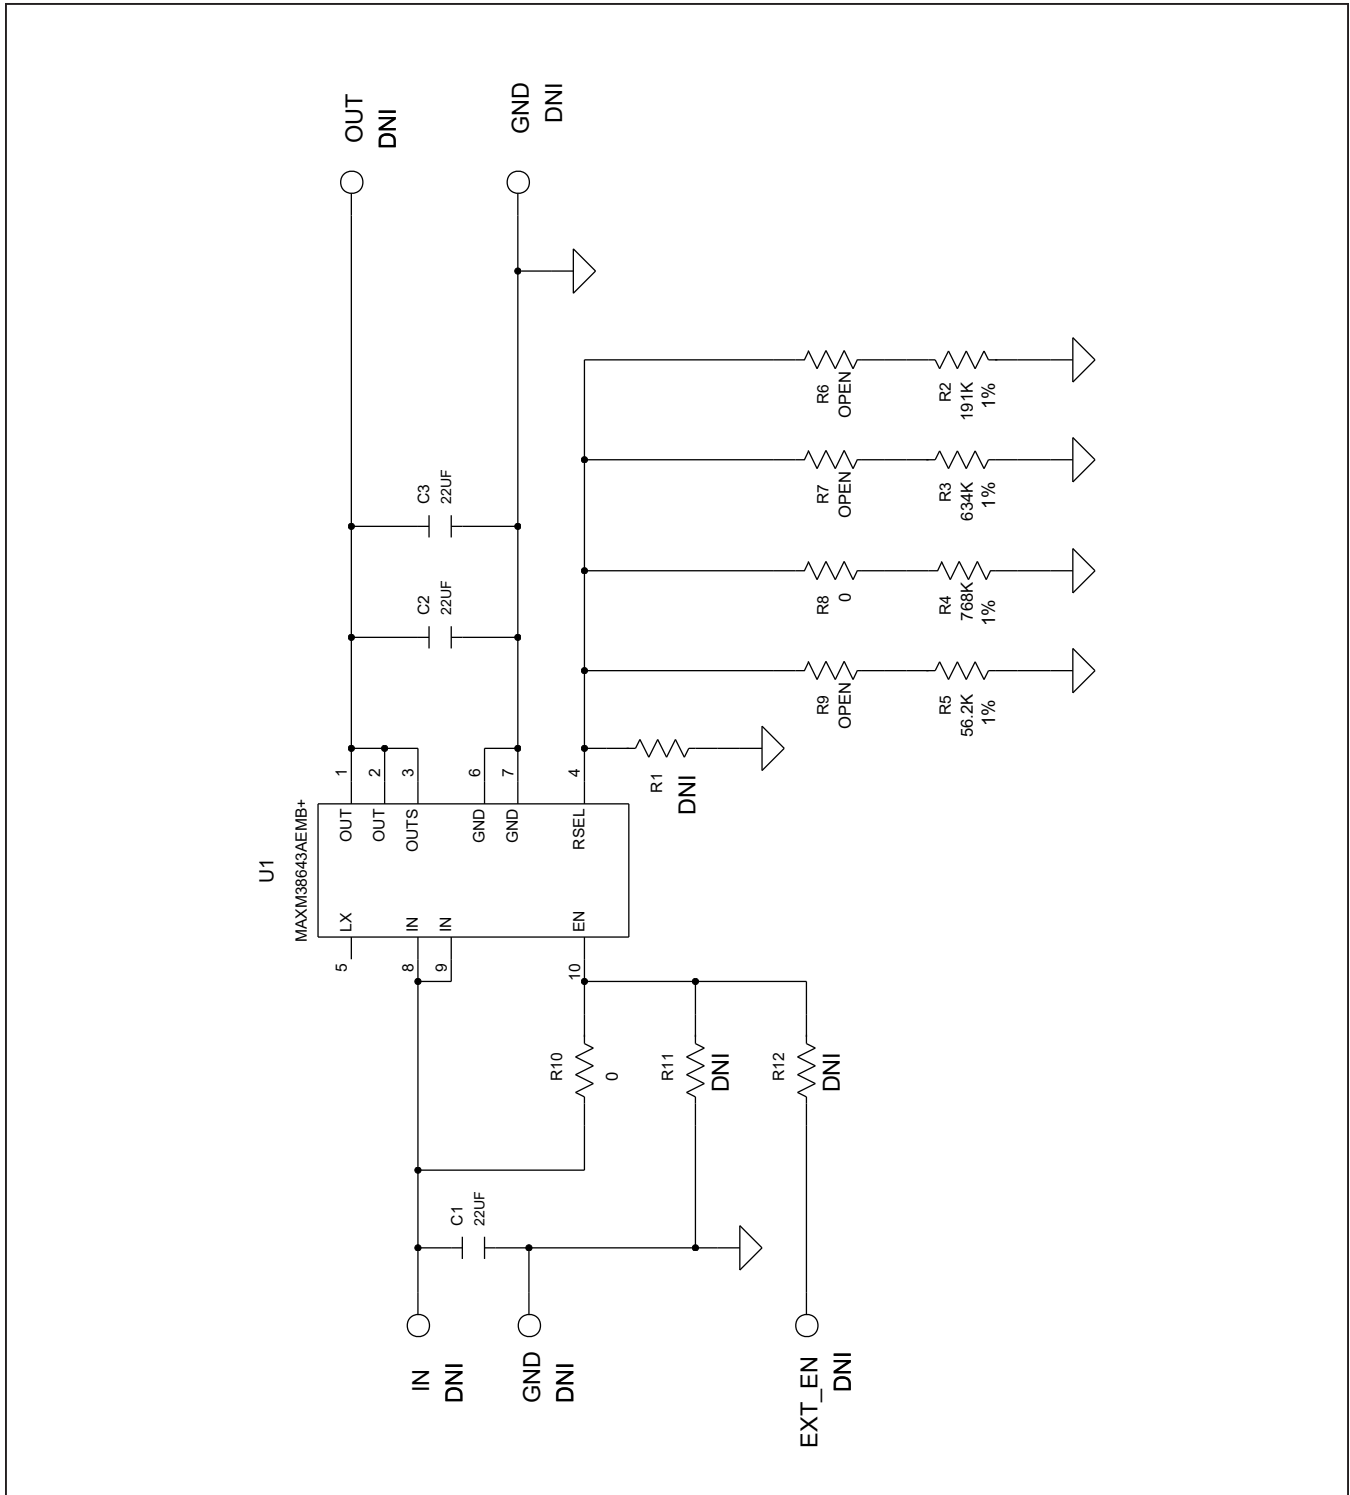 U1
MAXM38643AEMB+
5
LX
8
IN
9
IN
10
EN
OUT
1
OUT
2
OUTS
3
GND
6
GND
7
RSEL
4
OUT
DNI
GND
DNI
C2
22UF
C3
22UF
R1
DNI
R9
OPEN
R5
56.2K
1%
R8
0
R4
768K
1%
R7
OPEN
R3
634K
1%
R6
OPEN
R2
191K
1%
R10
0
R11
DNI
R12
DNI
C1
22UF
IN
DNI
GND
DNI
EXT_EN
DNI